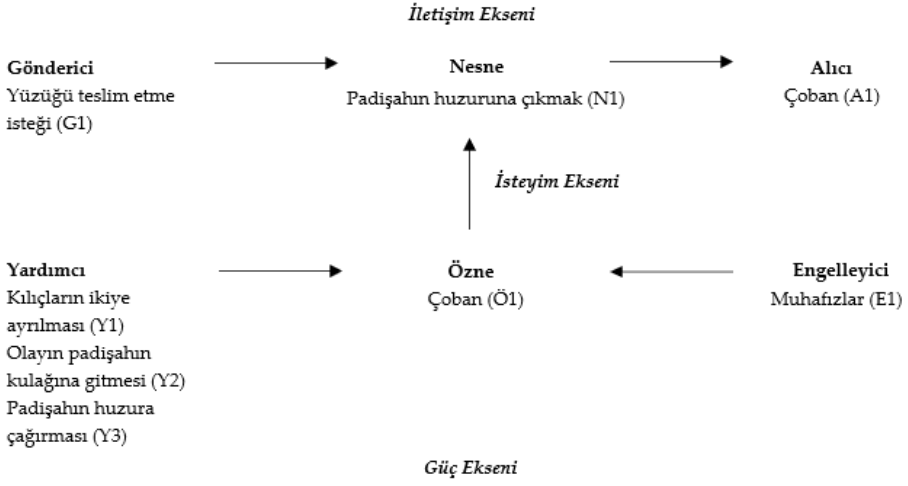 İletişim Ekseni
Gönderici
Yüzüğü teslim etme
isteği (G1)
Nesne
Padişahın huzuruna çıkmak (N1)
Alıcı
Çoban (A1)
İsteyim Ekseni
Yardımcı
Kılıçların ikiye
ayrılması (Y1)
Olayın padişahın
kulağına gitmesi (Y2)
Padişahın huzura
çağırması (Y3)
Özne
Çoban (Ö1)
Engelleyici
Muhafızlar (E1)
Güç Ekseni